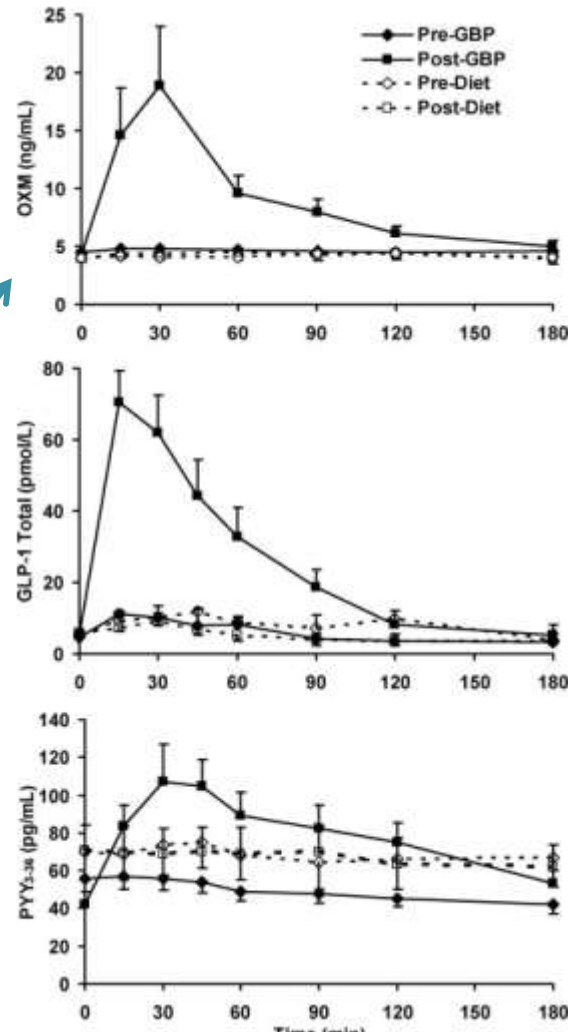 25
20
15
10
5
0
OXM (ng/mL)
Pre-GBP
Post-GBP
Pre-Diet
Post-Diet
0 30 60 90 120 150 180
80
60
40
20
0
GLP-1 Total (pmol/L)
0 30 60 90 120 150 180
140
120
100
80
60
40
20
0
PYY3-36 (pg/mL)
0 30 60 90 120 150 180
Time (min)